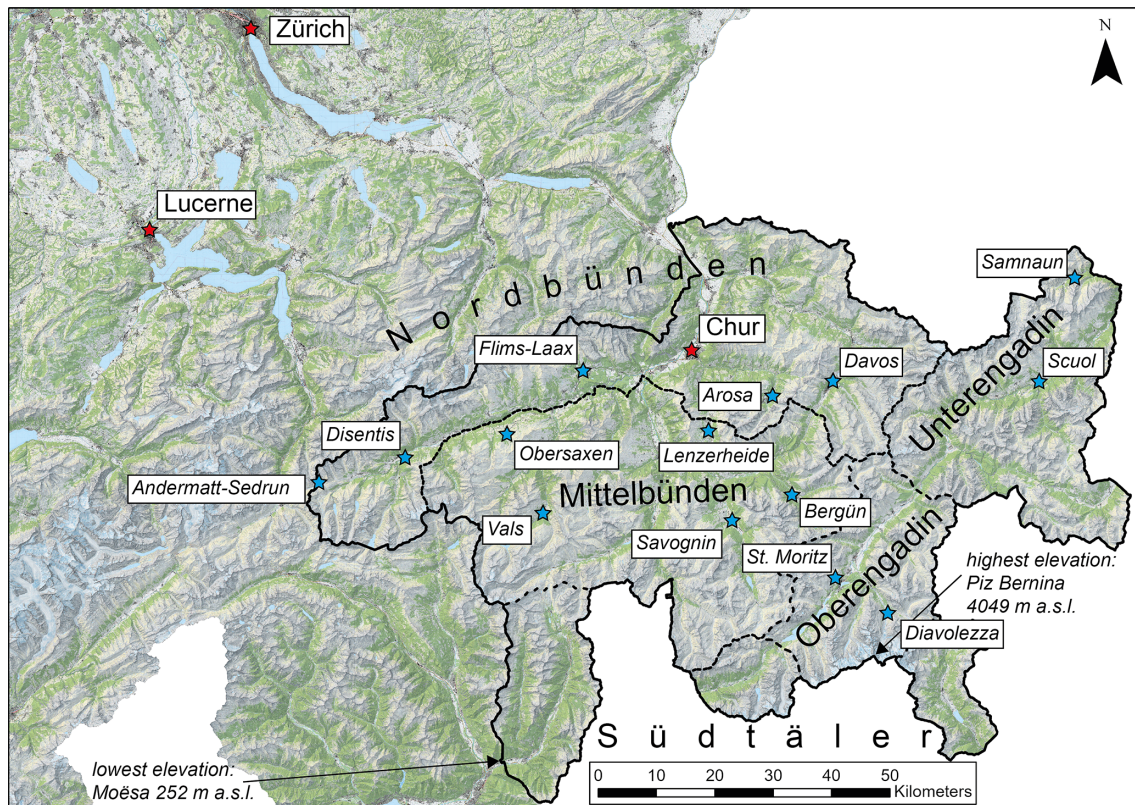 Zürich
N
Lucerne
Samnaun
Nordbünden
Chur
Flims-Laax
Davos
Unterengadin
Scuol
Arosa
Disentis
Obersaxen
Lenzerheide
Andermatt-Sedrun
Mittelbünden
Bergün
Vals
Savognin
St. Moritz
Oberengadin
highest elevation:
Piz Bernina
4049 m a.s.l.
Diavolezza
Südtäler
lowest elevation:
Moësa 252 m a.s.l.
0 10 20 30 40 50
Kilometers